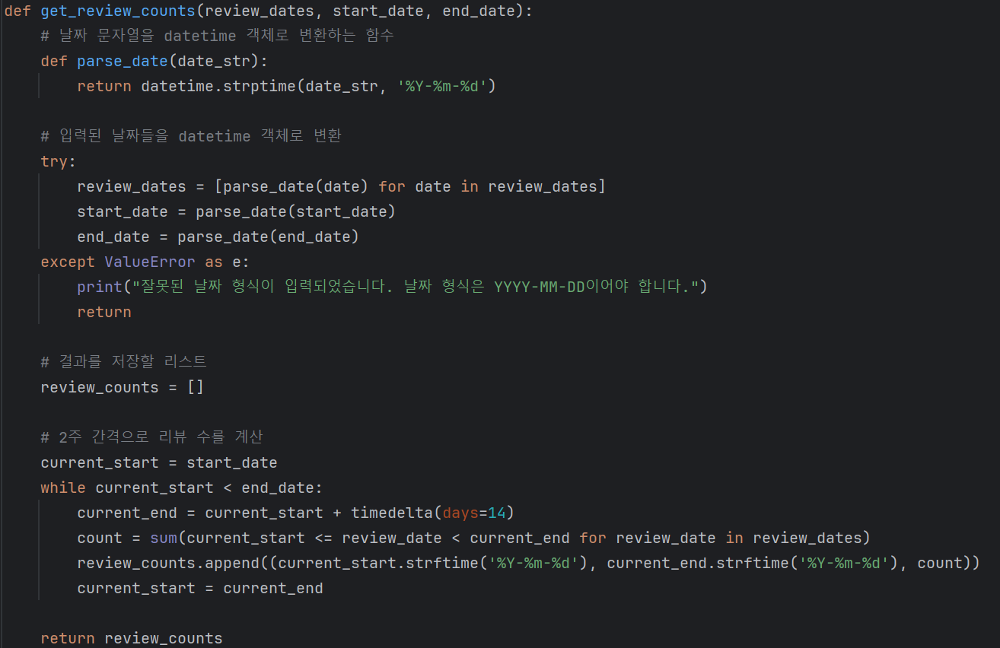 def get_review_counts(review_dates, start_date, end_date):
    # 날짜 문자열을 datetime 객체로 변환하는 함수
    def parse_date(date_str):
        return datetime.strptime(date_str, '%Y-%m-%d')
    # 입력된 날짜들을 datetime 객체로 변환
    try:
        review_dates = [parse_date(date) for date in review_dates]
        start_date = parse_date(start_date)
        end_date = parse_date(end_date)
    except ValueError as e:
        print("잘못된 날짜 형식이 입력되었습니다. 날짜 형식은 YYYY-MM-DD이어야 합니다.")
        return
    # 결과를 저장할 리스트
    review_counts = []
    # 2주 간격으로 리뷰 수를 계산
    current_start = start_date
    while current_start < end_date:
        current_end = current_start + timedelta(days=14)
        count = sum(current_start <= review_date < current_end for review_date in review_dates)
        review_counts.append((current_start.strftime('%Y-%m-%d'), current_end.strftime('%Y-%m-%d'), count))
        current_start = current_end
    return review_counts